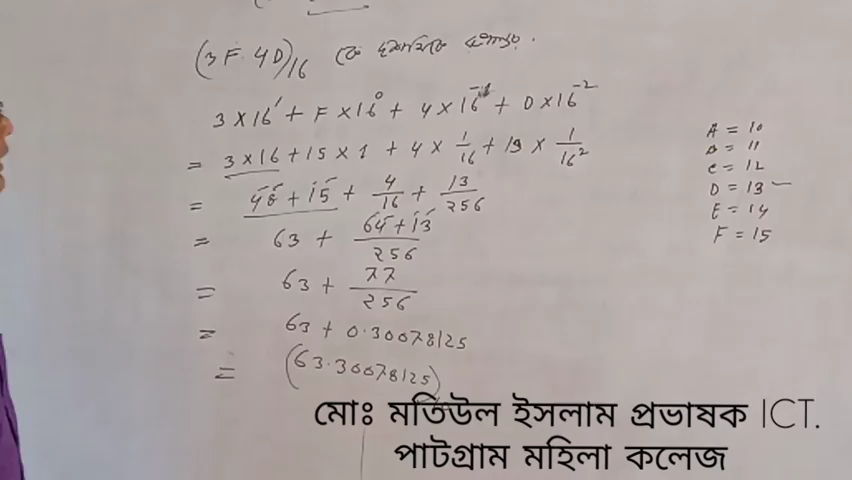 (3F.4D)₁₆ কে দশমিকে রূপান্তর.
3 × 16¹ + F × 16⁰ + 4 × 16⁻¹ + D × 16⁻²
= 3 × 16 + 15 × 1 + 4 × 1/16 + 13 × 1/16²
= 48 + 15 + 4/16 + 13/256
= 63 + (64 + 13)/256
= 63 + 77/256
= 63 + 0.30078125
= (63.30078125)
A = 10
B = 11
C = 12
D = 13
E = 14
F = 15
মোঃ মতিউল ইসলাম প্রভাষক ICT.
পাটগ্রাম মহিলা কলেজ